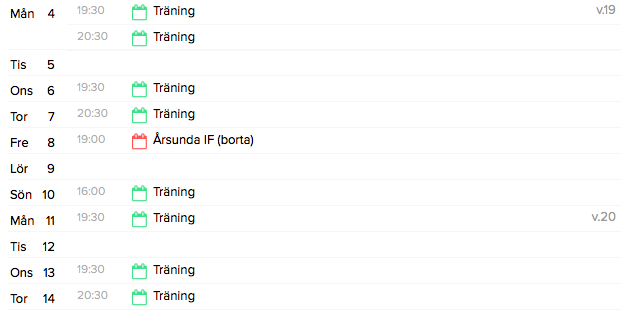 Mån 4 19:30 Träning v.19
20:30 Träning
Tis 5
Ons 6 19:30 Träning
Tor 7 20:30 Träning
Fre 8 19:00 Årsunda IF (borta)
Lör 9
Sön 10 16:00 Träning
Mån 11 19:30 Träning v.20
Tis 12
Ons 13 19:30 Träning
Tor 14 20:30 Träning